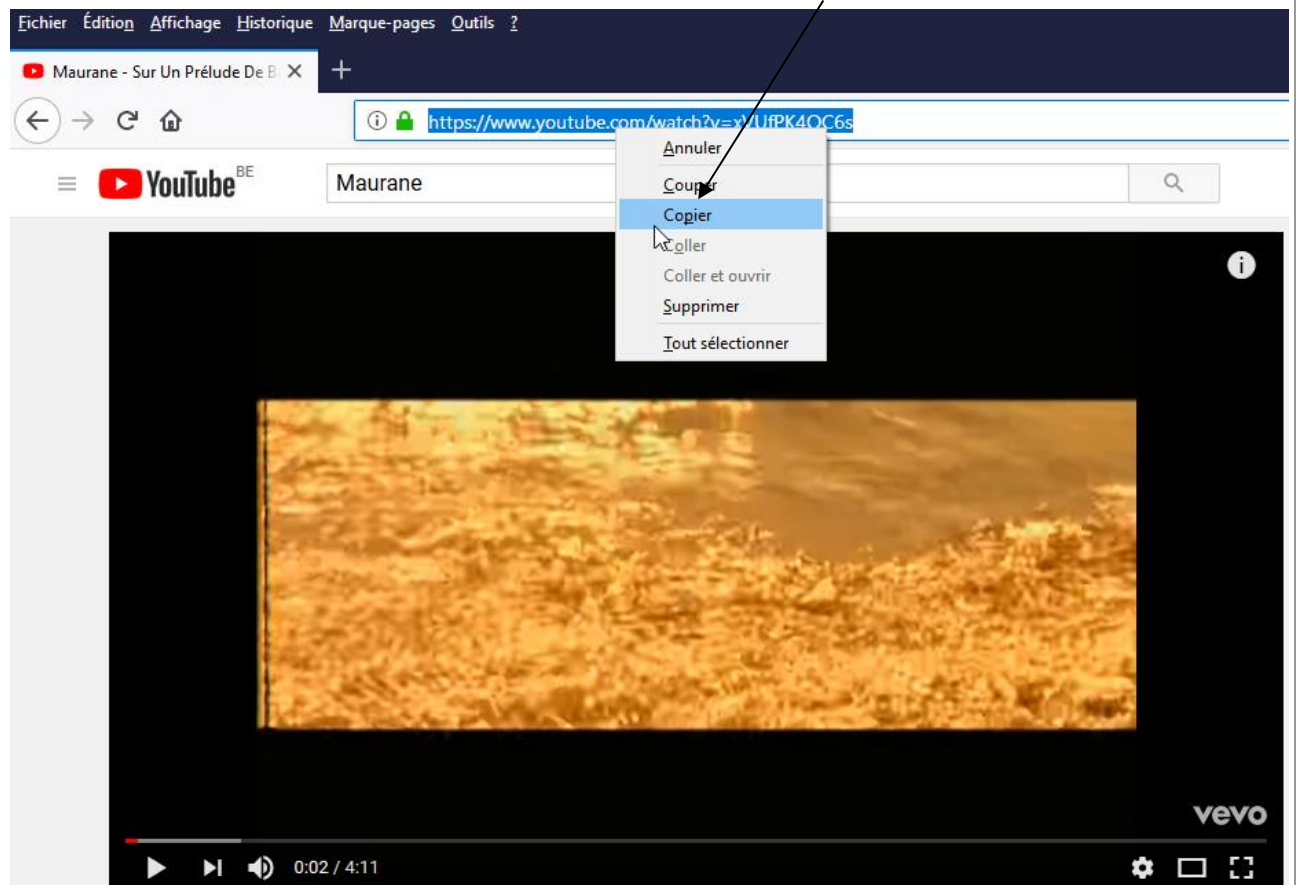 Fichier Édition Affichage Historique Marque-pages Outils ?
Maurane - Sur Un Prélude De B
https://www.youtube.com/watch?v=x
YouTube BE
Maurane
Annuler
Couper
Copier
Coller
Coller et ouvrir
Supprimer
Tout sélectionner
vevo
0:02 / 4:11